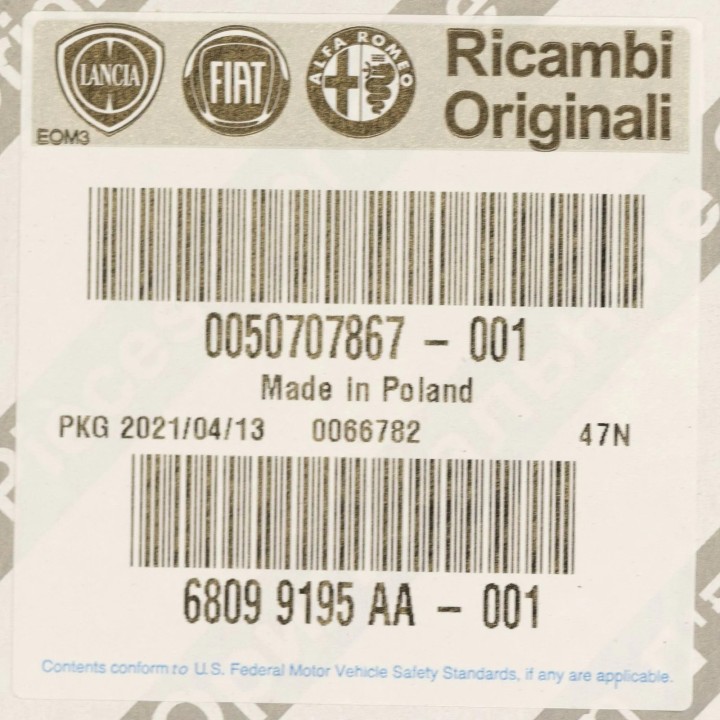 LANCIA FIAT ALFA ROMEO Ricambi
Originali
EOM3
0050707867 - 001
Made in Poland
PKG 2021/04/13 0066782 47N
6809 9195 AA - 001
Contents conform to U.S. Federal Motor Vehicle Safety Standards, if any are applicable.